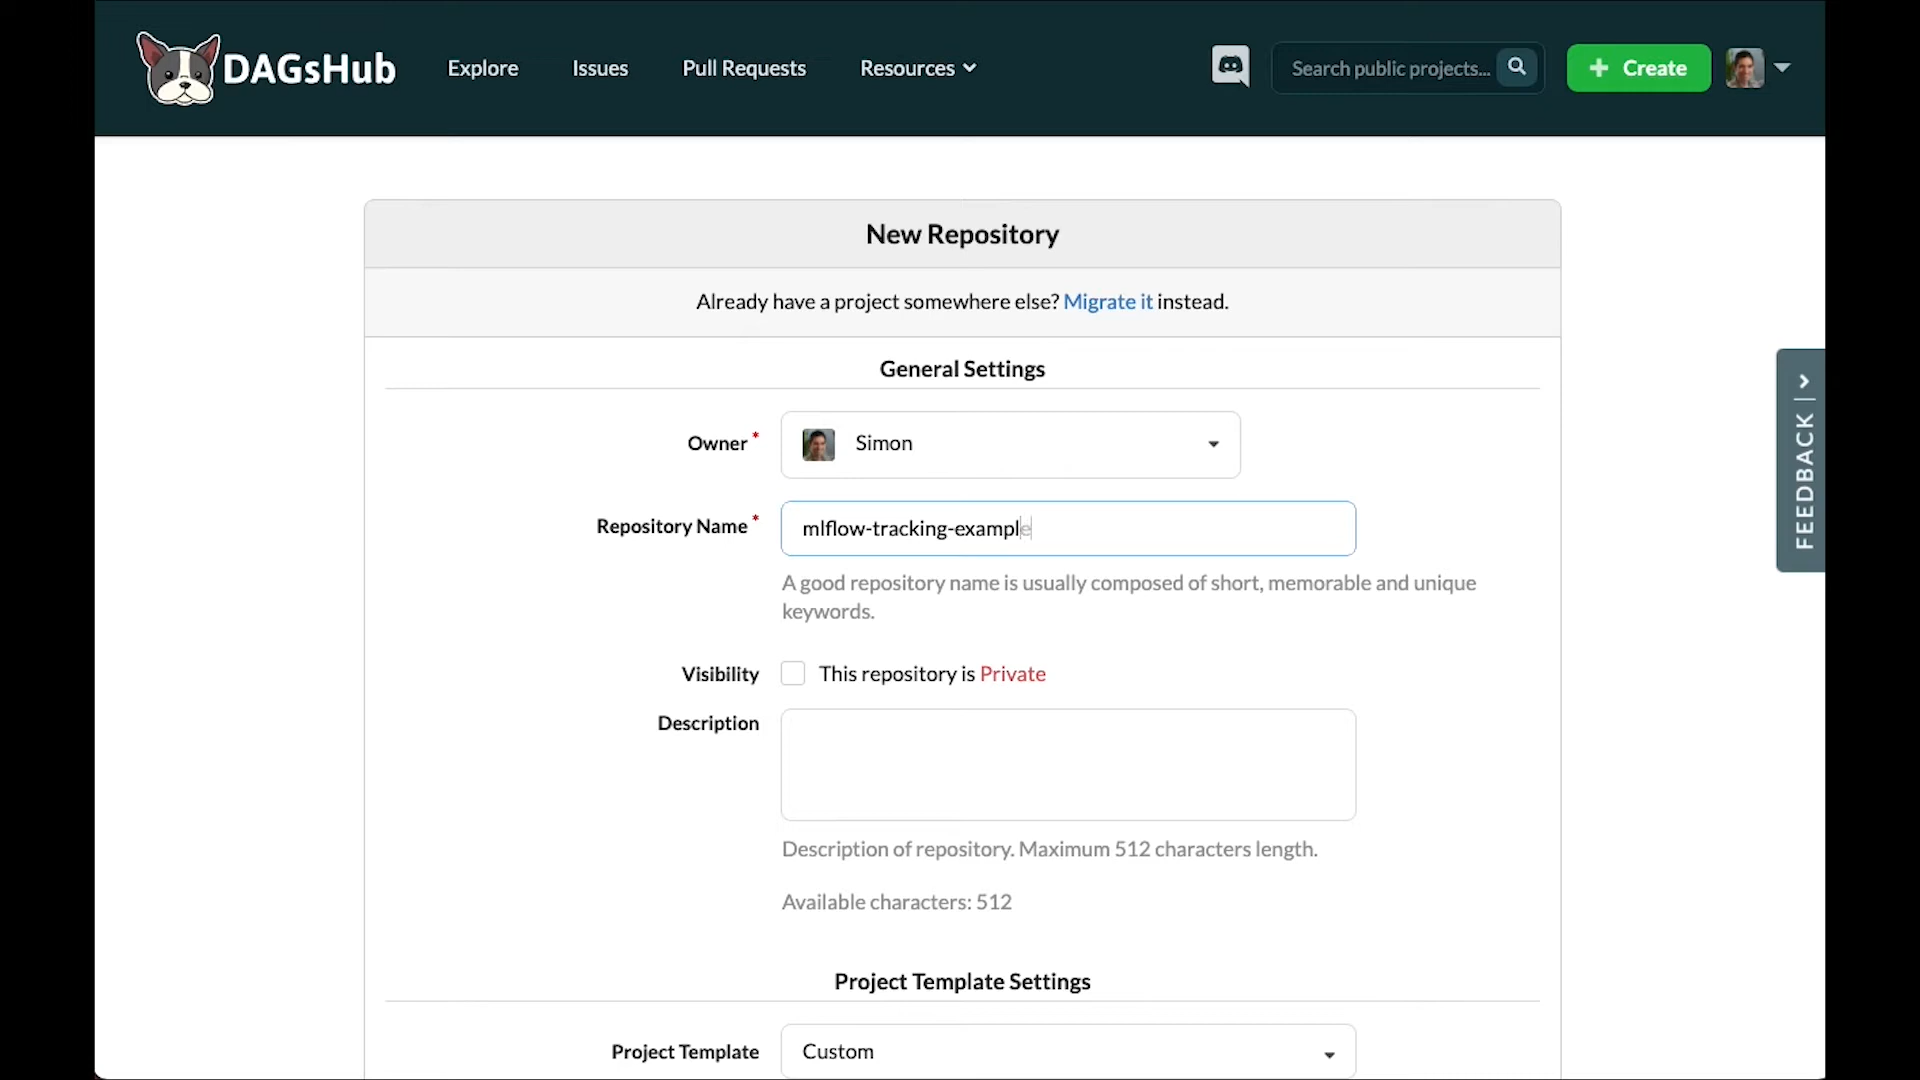 DAGsHub Explore Issues Pull Requests Resources Search public projects... + Create
New Repository
Already have a project somewhere else? Migrate it instead.
General Settings
Owner * Simon
Repository Name * mlflow-tracking-example
A good repository name is usually composed of short, memorable and unique
keywords.
Visibility This repository is Private
Description
Description of repository. Maximum 512 characters length.
Available characters: 512
Project Template Settings
Project Template Custom
FEEDBACK